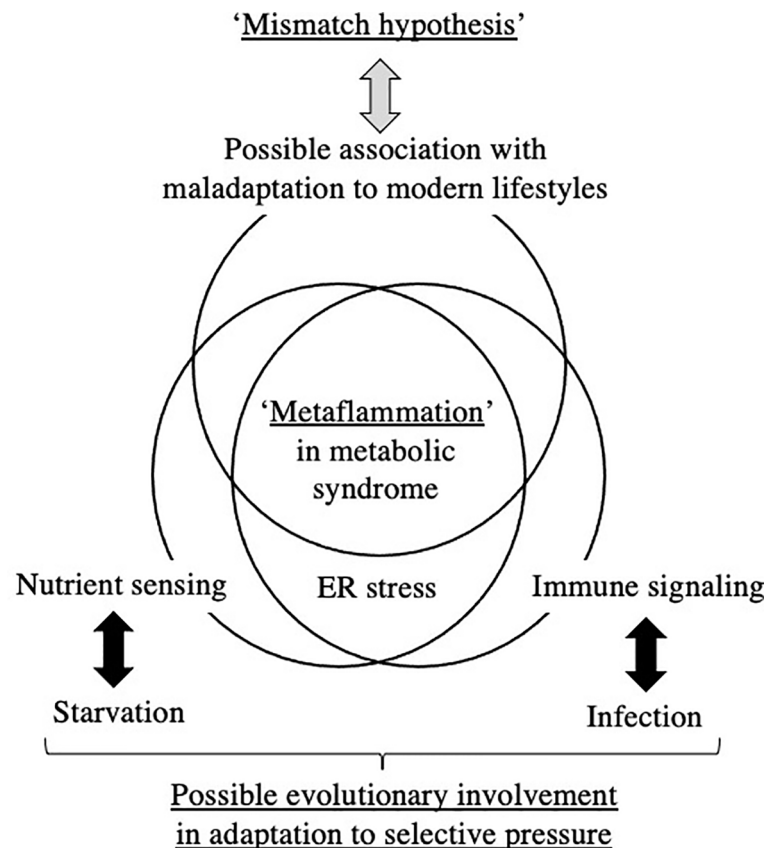 ‘Mismatch hypothesis’
Possible association with
maladaptation to modern lifestyles
‘Metaflammation’
in metabolic
syndrome
Nutrient sensing
ER stress
Immune signaling
Starvation
Infection
Possible evolutionary involvement
in adaptation to selective pressure